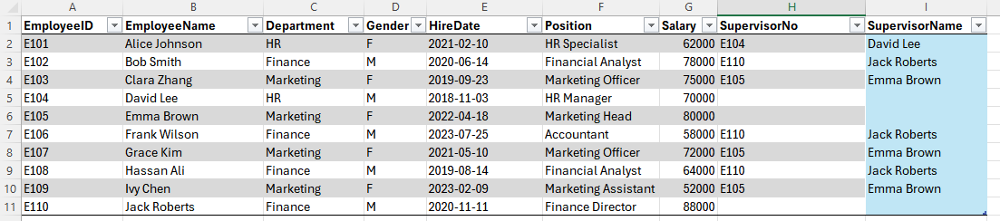 A B C D E F G H I
1 EmployeeID EmployeeName Department Gender HireDate Position Salary SupervisorNo SupervisorName
2 E101 Alice Johnson HR F 2021-02-10 HR Specialist 62000 E104 David Lee
3 E102 Bob Smith Finance M 2020-06-14 Financial Analyst 78000 E110 Jack Roberts
4 E103 Clara Zhang Marketing F 2019-09-23 Marketing Officer 75000 E105 Emma Brown
5 E104 David Lee HR M 2018-11-03 HR Manager 70000
6 E105 Emma Brown Marketing F 2022-04-18 Marketing Head 80000
7 E106 Frank Wilson Finance M 2023-07-25 Accountant 58000 E110 Jack Roberts
8 E107 Grace Kim Marketing F 2021-05-10 Marketing Officer 72000 E105 Emma Brown
9 E108 Hassan Ali Finance M 2019-08-14 Financial Analyst 64000 E110 Jack Roberts
10 E109 Ivy Chen Marketing F 2023-02-09 Marketing Assistant 52000 E105 Emma Brown
11 E110 Jack Roberts Finance M 2020-11-11 Finance Director 88000